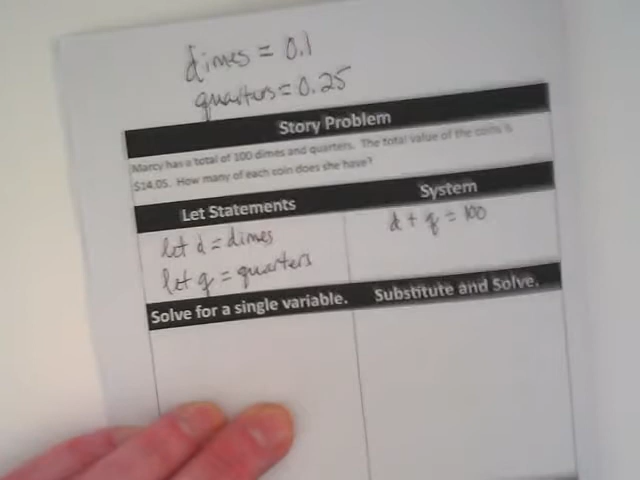 dimes = 0.1
quarters = 0.25
Story Problem
Marcy has a total of 100 dimes and quarters. The total value of the coins is
$14.05. How many of each coin does she have?
Let Statements
System
let d = dimes
let q = quarters
d + q = 100
Solve for a single variable.
Substitute and Solve.